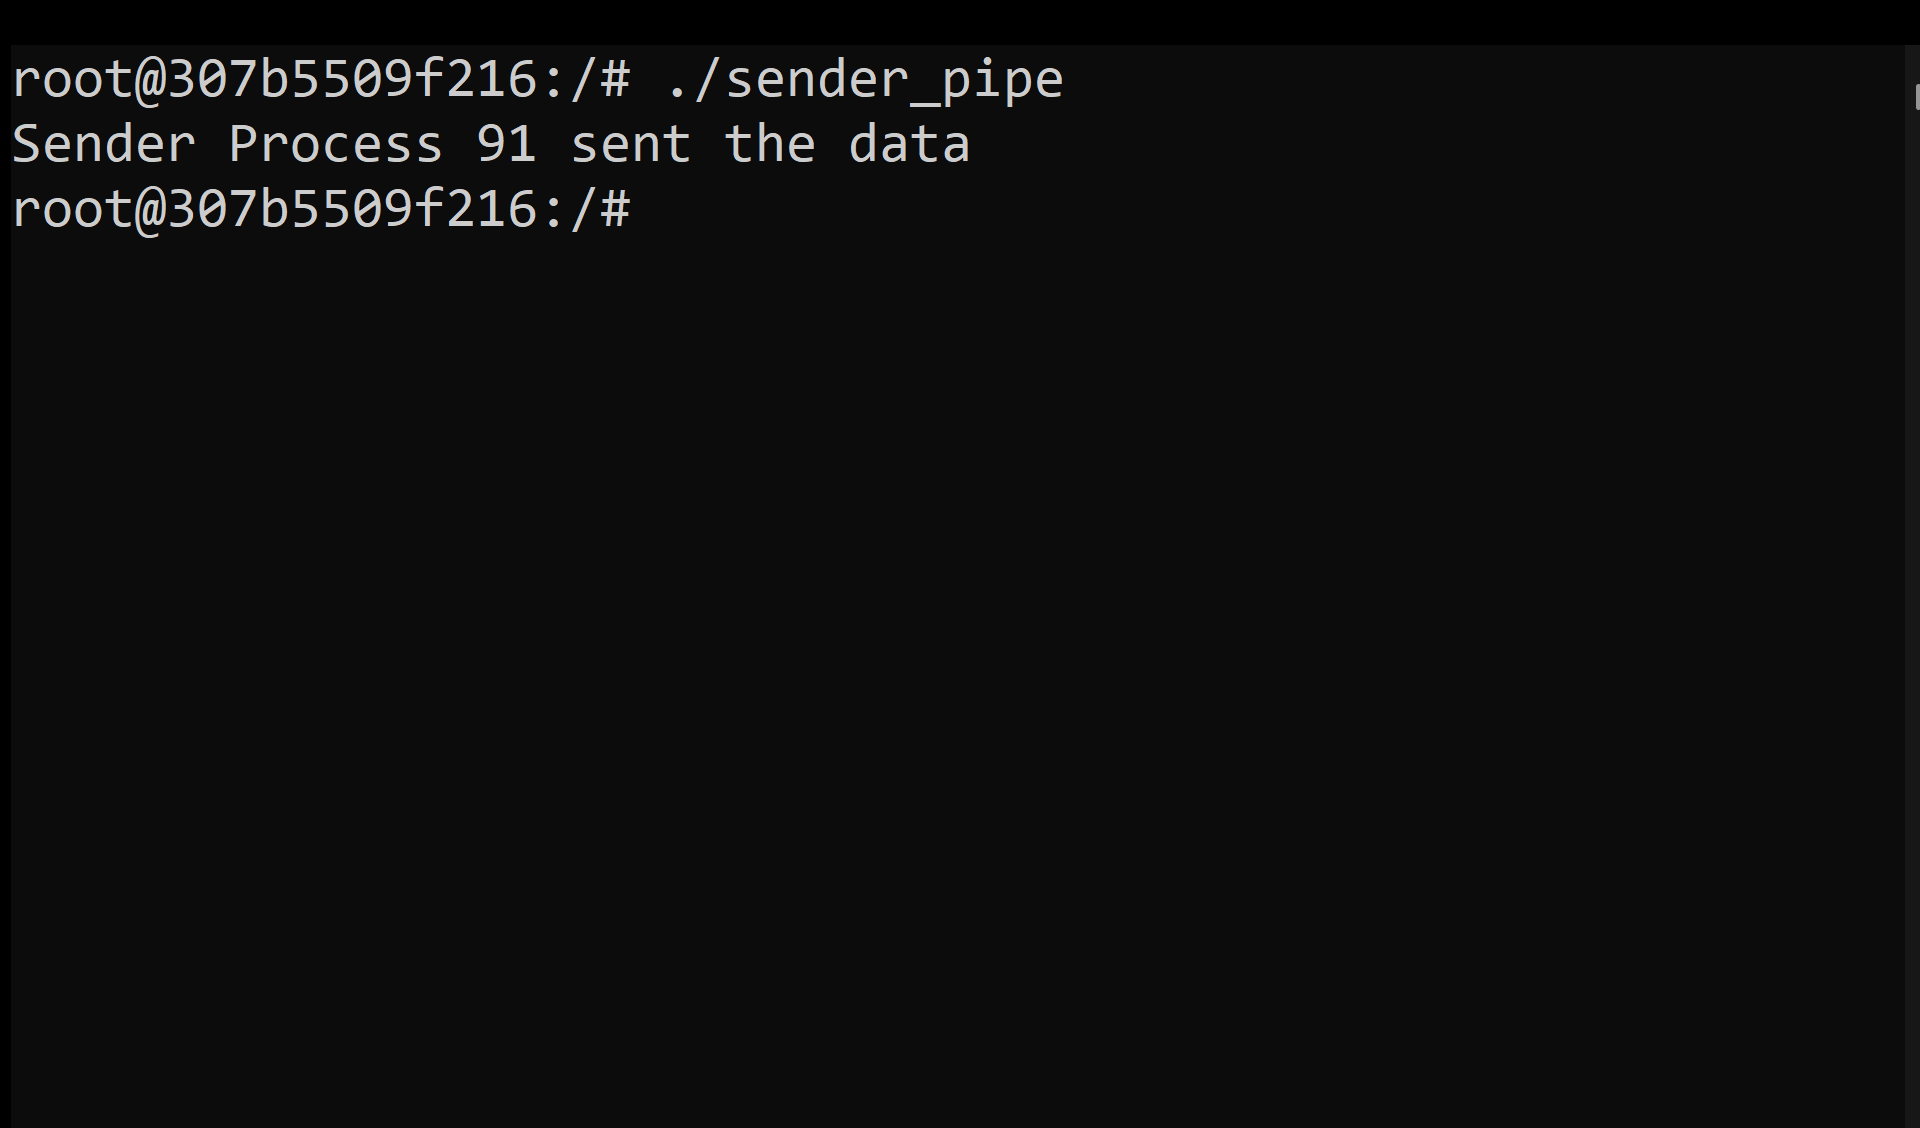 root@307b5509f216:/# ./sender_pipe
Sender Process 91 sent the data
root@307b5509f216:/#